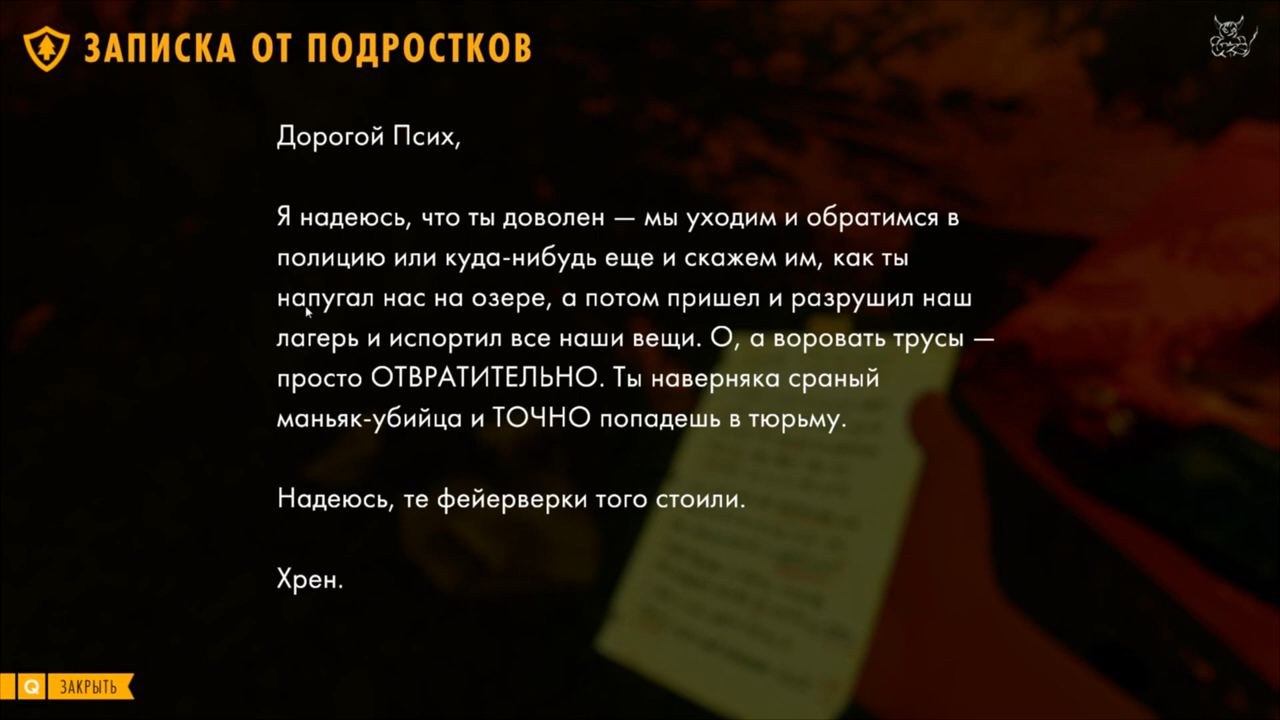 ЗАПИСКА ОТ ПОДРОСТКОВ
Дорогой Псих,
Я надеюсь, что ты доволен — мы уходим и обратимся в
полицию или куда-нибудь еще и скажем им, как ты
напугал нас на озере, а потом пришел и разрушил наш
лагерь и испортил все наши вещи. О, а воровать трусы —
просто ОТВРАТИТЕЛЬНО. Ты наверняка сраный
маньяк-убийца и ТОЧНО попадешь в тюрьму.
Надеюсь, те фейерверки того стоили.
Хрен.
Q ЗАКРЫТЬ